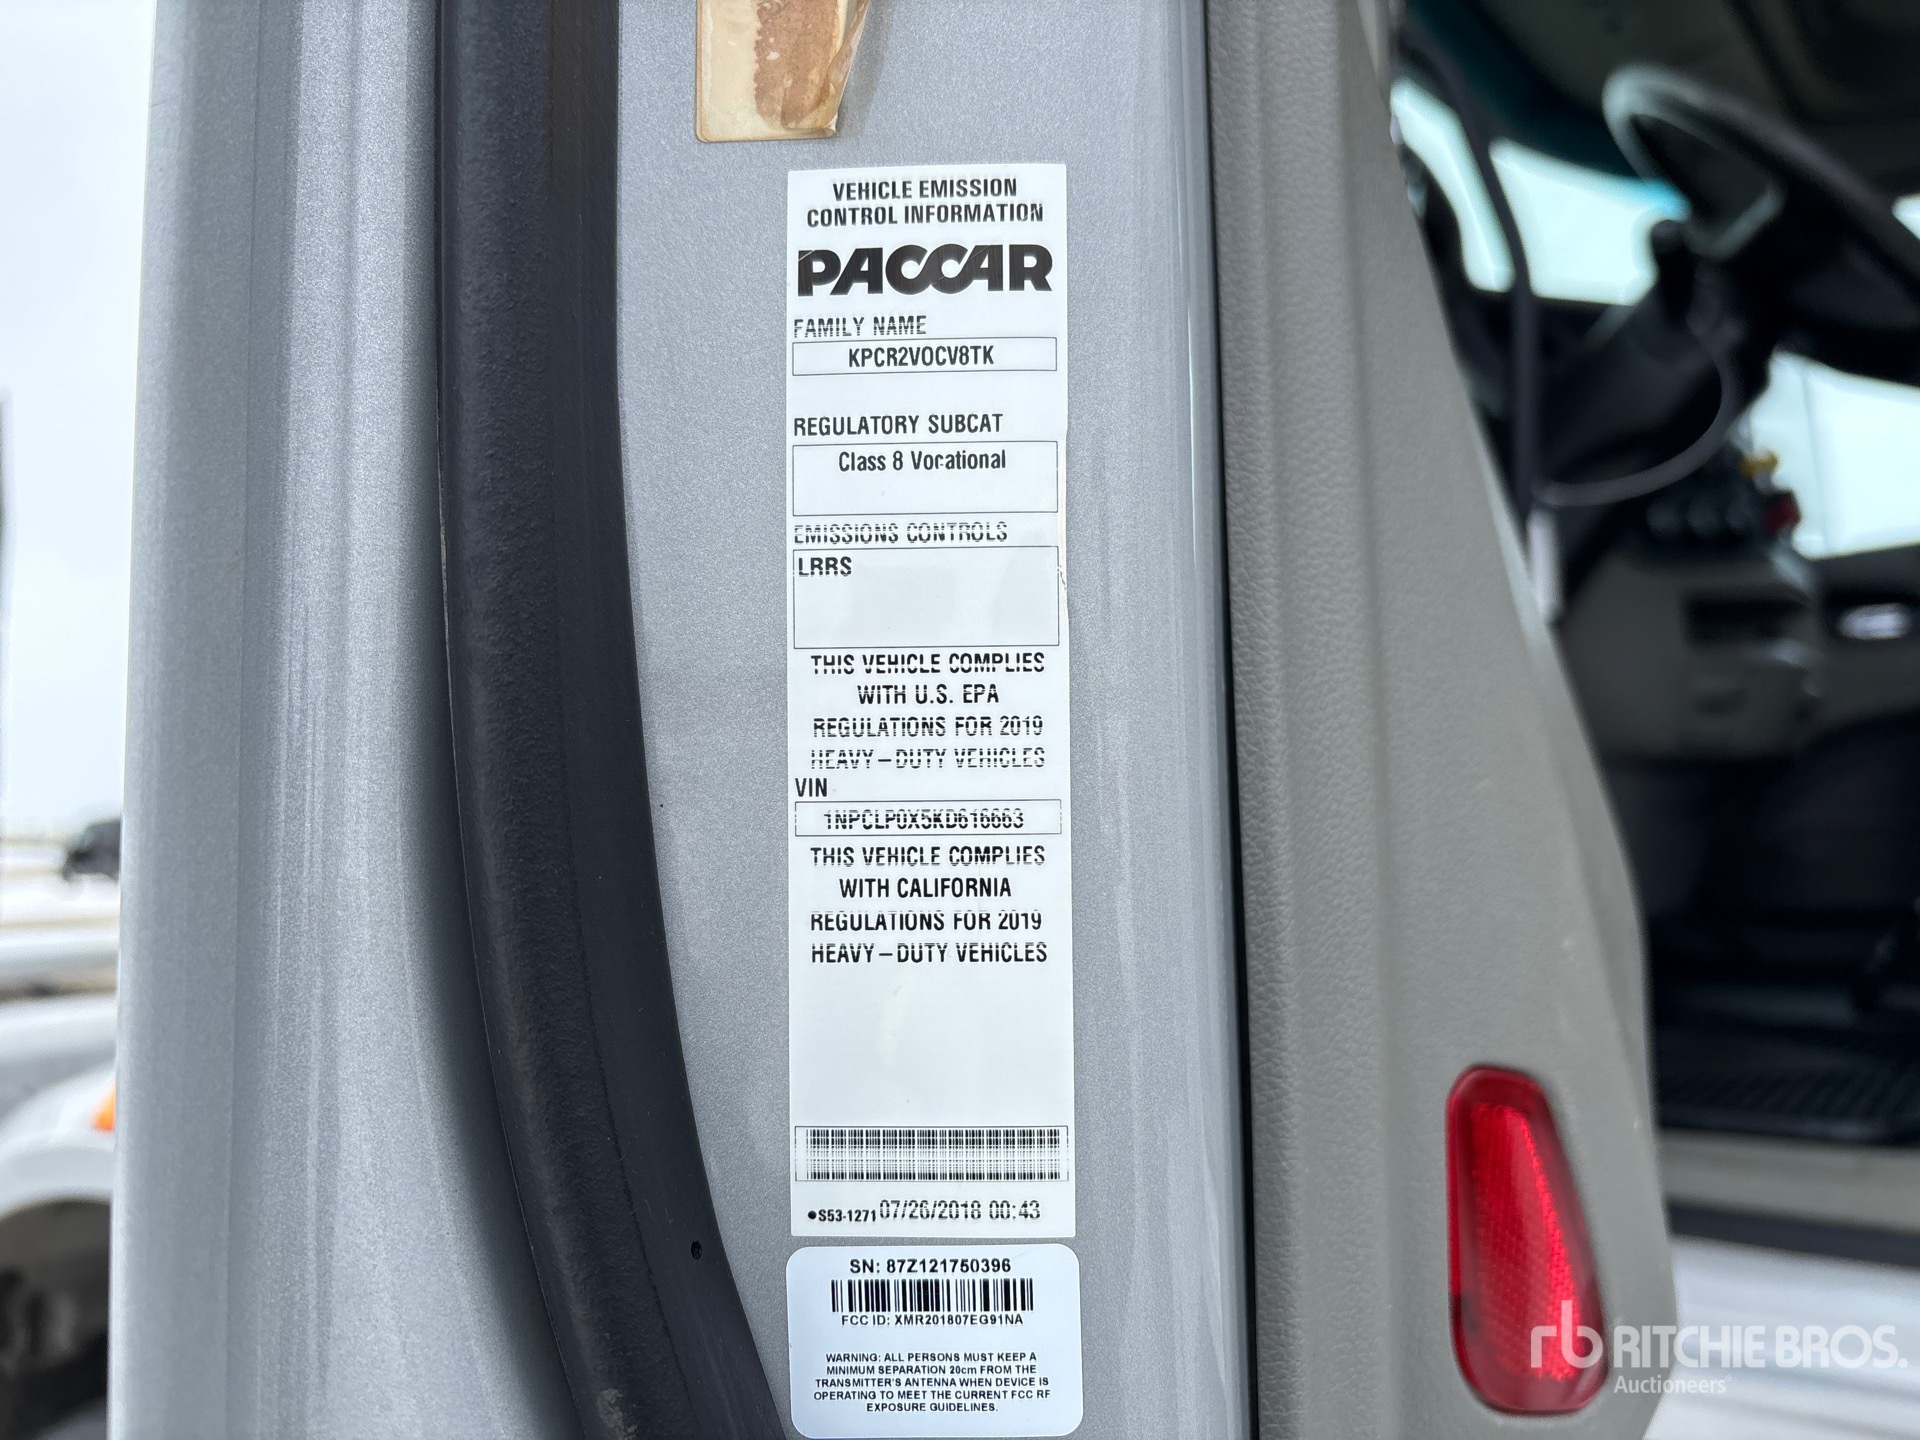 VEHICLE EMISSION
CONTROL INFORMATION
PACCAR
FAMILY NAME
KPCR2VOCV8TK
REGULATORY SUBCAT
Class 8 Vocational
EMISSIONS CONTROLS
LRRS
THIS VEHICLE COMPLIES
WITH U.S. EPA
REGULATIONS FOR 2019
HEAVY-DUTY VEHICLES
VIN
1NPCLP0X5KD616663
THIS VEHICLE COMPLIES
WITH CALIFORNIA
REGULATIONS FOR 2019
HEAVY-DUTY VEHICLES
●S53-1271 07/26/2018 00:43
SN: 87Z121750396
FCC ID: XMR201807EG91NA
WARNING: ALL PERSONS MUST KEEP A
MINIMUM SEPARATION 20cm FROM THE
TRANSMITTER'S ANTENNA WHEN DEVICE IS
OPERATING TO MEET THE CURRENT FCC RF
EXPOSURE GUIDELINES.
rb RITCHIE BROS.
Auctioneers